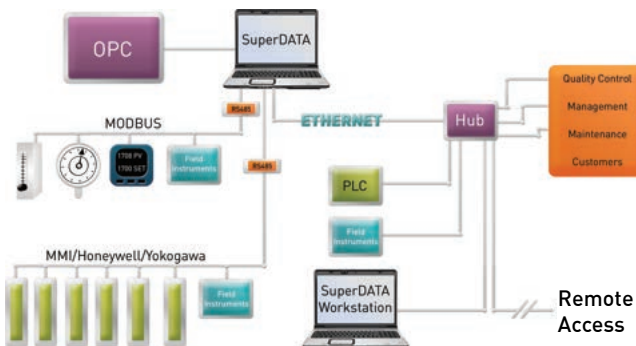 OPC
SuperDATA
RS485
MODBUS
1708 PV
1700 SET
Field
Instruments
RS485
MMI/Honeywell/Yokogawa
Field
Instruments
ETHERNET
Hub
Quality Control
Management
Maintenance
Customers
PLC
Field
Instruments
SuperDATA
Workstation
Remote
Access